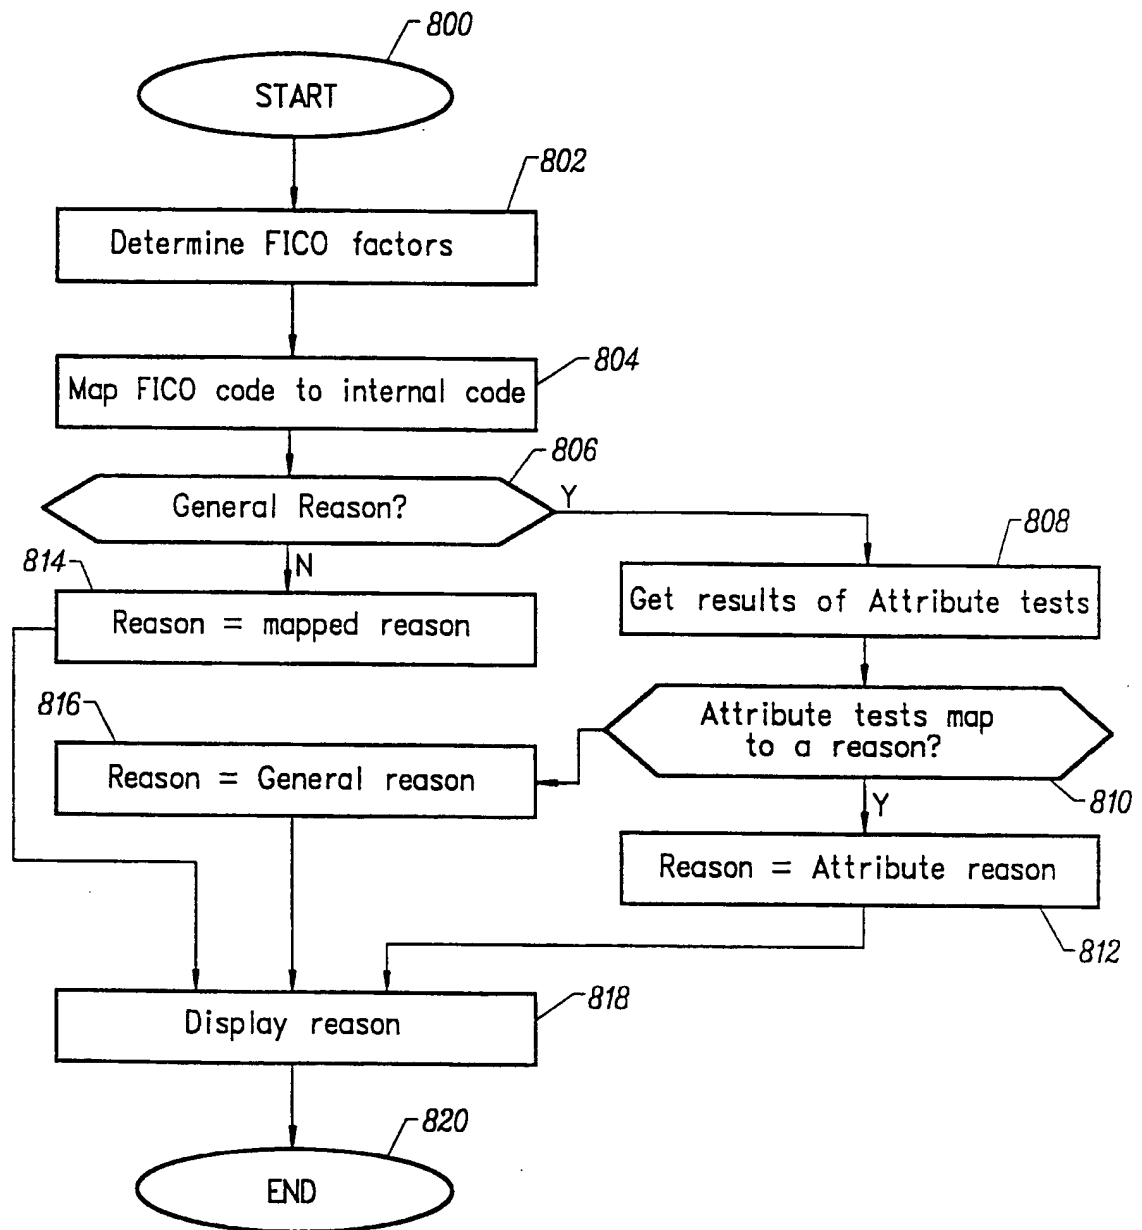 800
START
802
Determine FICO factors
804
Map FICO code to internal code
806
General Reason?
Y
N
808
Get results of Attribute tests
814
Reason = mapped reason
Attribute tests map
to a reason?
810
816
Reason = General reason
Y
Reason = Attribute reason
812
818
Display reason
820
END